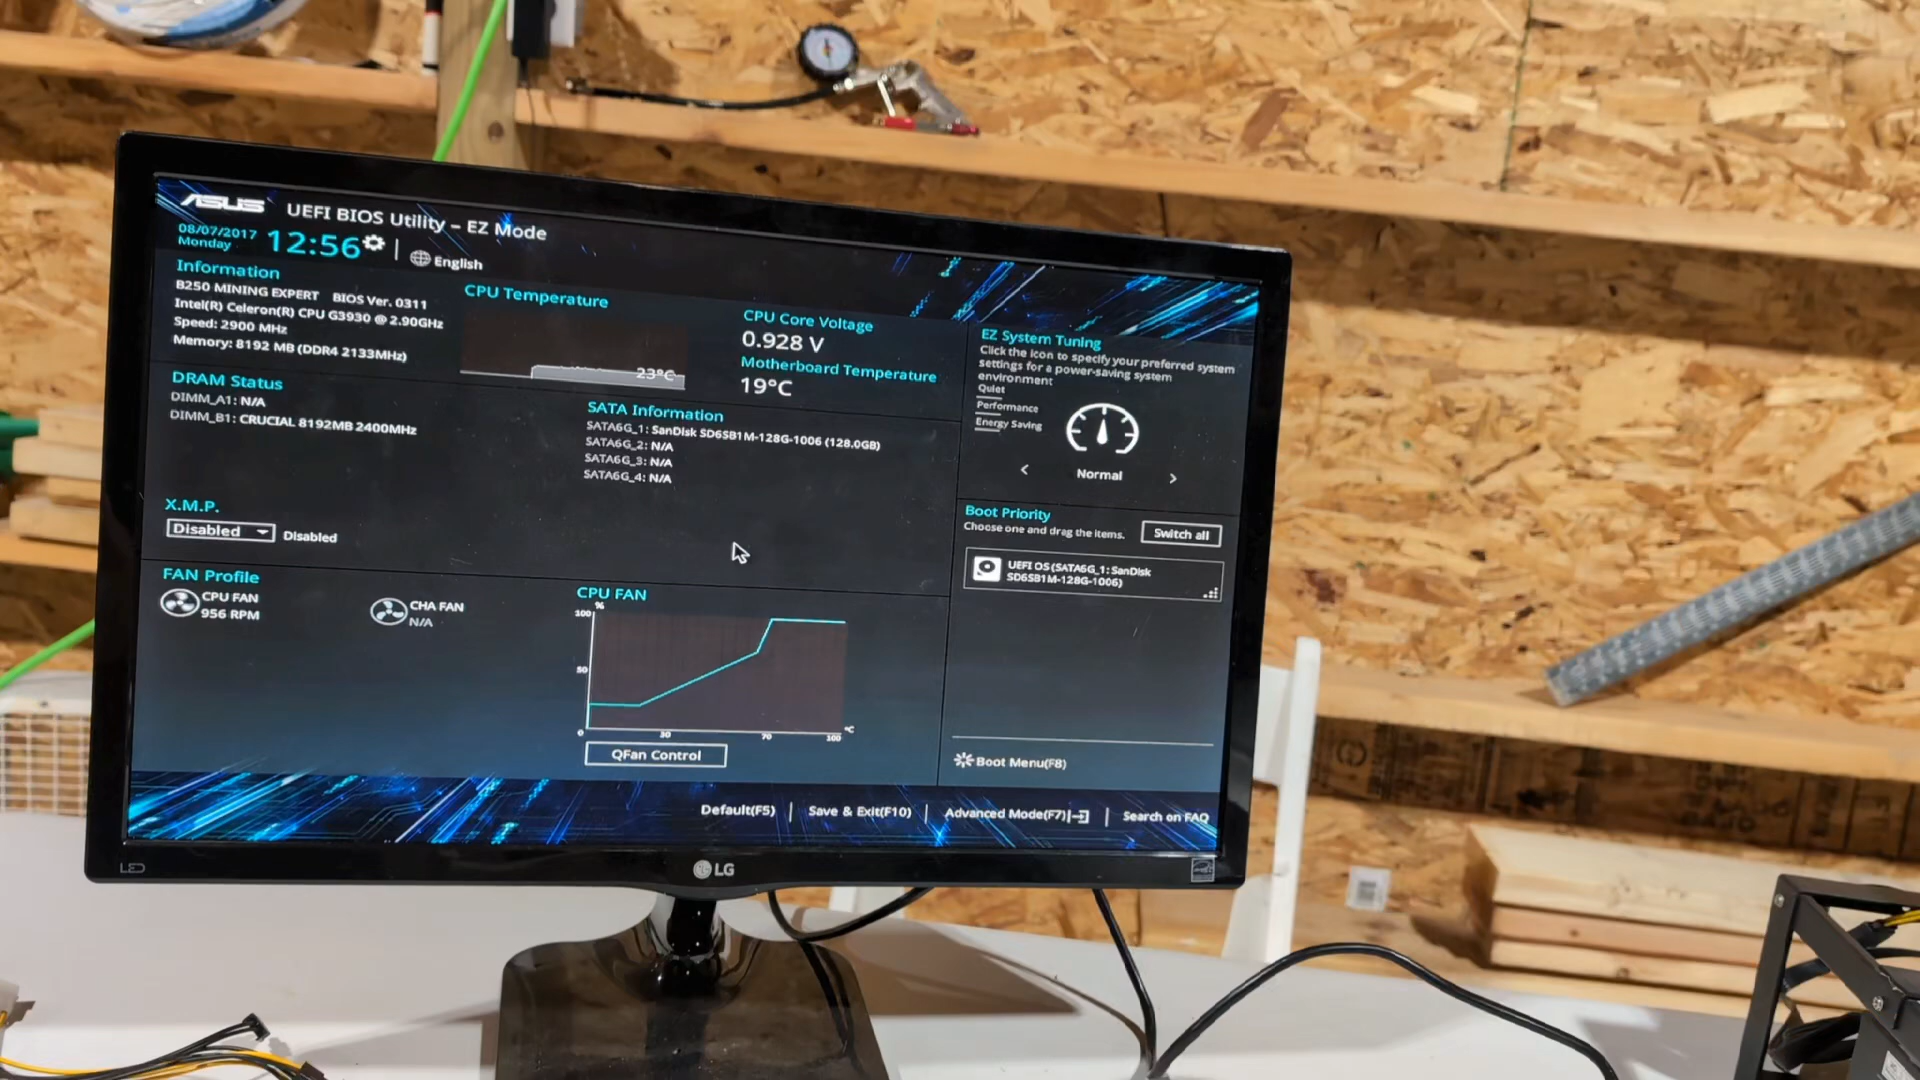 ASUS UEFI BIOS Utility – EZ Mode
08/07/2017
Monday
12:56
English
Information
B250 MINING EXPERT BIOS Ver. 0311
Intel(R) Celeron(R) CPU G3930 @ 2.90GHz
Speed: 2900 MHz
Memory: 8192 MB (DDR4 2133MHz)
CPU Temperature
23°C
CPU Core Voltage
0.928 V
Motherboard Temperature
19°C
DRAM Status
DIMM_A1: N/A
DIMM_B1: CRUCIAL 8192MB 2400MHz
SATA Information
SATA6G_1: SanDisk SD6SB1M-128G-1006 (128.0GB)
SATA6G_2: N/A
SATA6G_3: N/A
SATA6G_4: N/A
X.M.P.
Disabled Disabled
FAN Profile
CPU FAN
956 RPM
CHA FAN
N/A
CPU FAN
%
100
50
0 30 70 100 °C
QFan Control
EZ System Tuning
Click the icon to specify your preferred system
settings for a power-saving system
environment
Quiet
Performance
Energy Saving
< Normal >
Boot Priority
Choose one and drag the items.
Switch all
UEFI OS (SATA6G_1: SanDisk
SD6SB1M-128G-1006)
Boot Menu(F8)
Default(F5) | Save & Exit(F10) | Advanced Mode(F7) | Search on FAQ
LED
LG